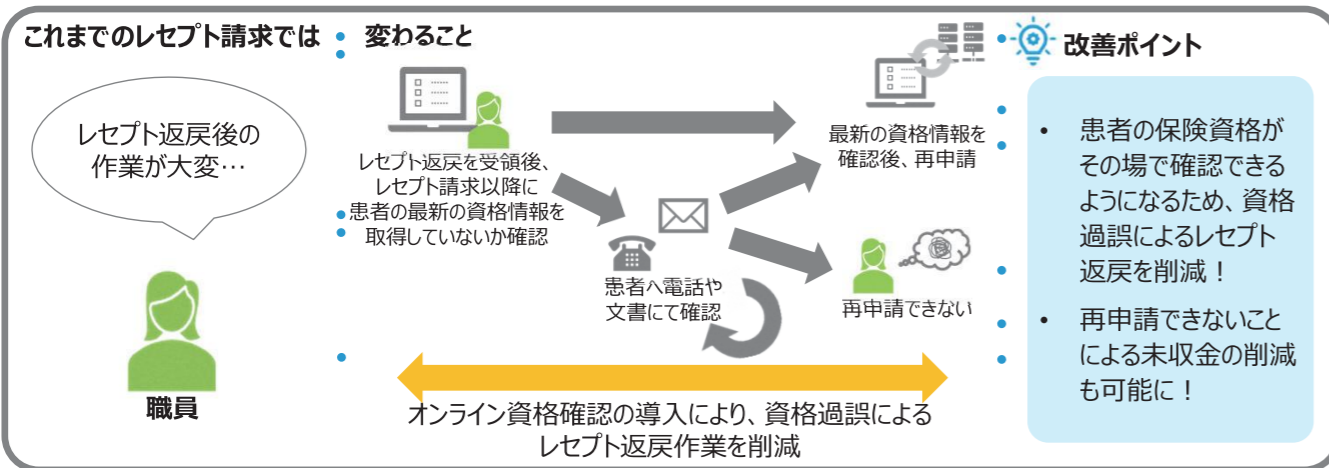 これまでのレセプト請求では
レセプト返戻後の
作業が大変…
職員
変わること
レセプト返戻を受領後、
レセプト請求以降に
患者の最新の資格情報を
取得していないか確認
患者へ電話や
文書にて確認
最新の資格情報を
確認後、再申請
再申請できない
オンライン資格確認の導入により、資格過誤による
レセプト返戻作業を削減
改善ポイント
• 患者の保険資格が
その場で確認できる
ようになるため、資格
過誤によるレセプト
返戻を削減！
• 再申請できないこと
による未収金の削減
も可能に！